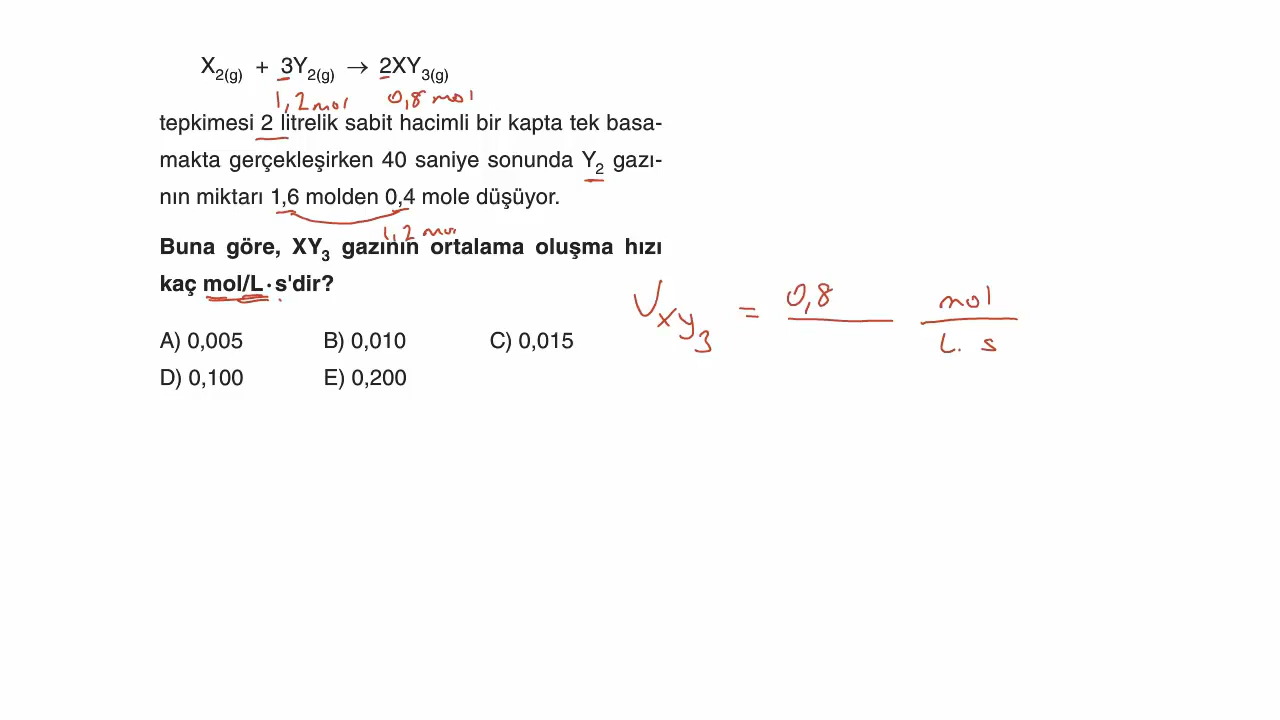 X2(g) + 3Y2(g) → 2XY3(g)
1,2 mol 0,8 mol
tepkimesi 2 litrelik sabit hacimli bir kapta tek basa-
makta gerçekleşirken 40 saniye sonunda Y2 gazı-
nın miktarı 1,6 molden 0,4 mole düşüyor.
1,2 mol
Buna göre, XY3 gazının ortalama oluşma hızı
kaç mol/L·s'dir?
VXY3 = 0,8 mol
L. s
A) 0,005 B) 0,010 C) 0,015
D) 0,100 E) 0,200